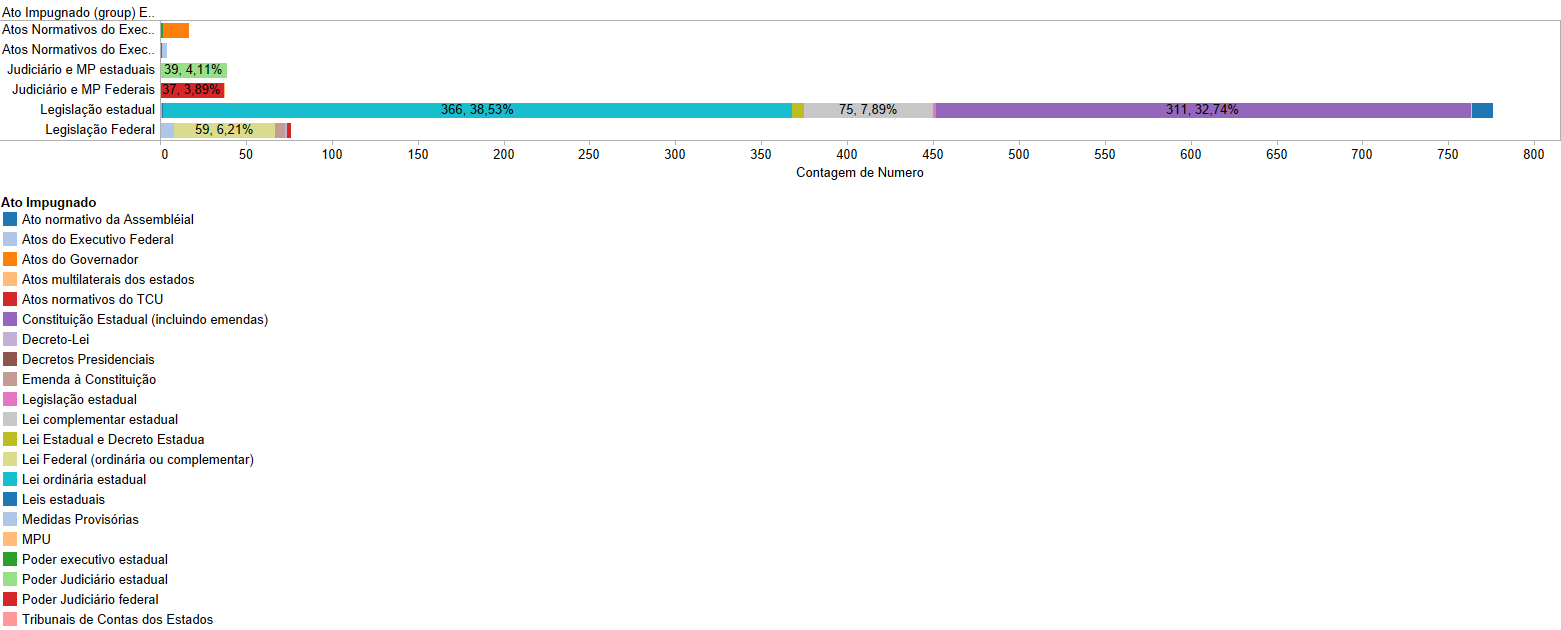 Ato Impugnado (group) E..
Atos Normativos do Exec..
Atos Normativos do Exec..
Judiciário e MP estaduais 39, 4,11%
Judiciário e MP Federais 37, 3,89%
Legislação estadual 366, 38,53% 75, 7,89% 311, 32,74%
Legislação Federal 59, 6,21%
0 50 100 150 200 250 300 350 400 450 500 550 600 650 700 750 800
Contagem de Numero
Ato Impugnado
Ato normativo da Assembléial
Atos do Executivo Federal
Atos do Governador
Atos multilaterais dos estados
Atos normativos do TCU
Constituição Estadual (incluindo emendas)
Decreto-Lei
Decretos Presidenciais
Emenda à Constituição
Legislação estadual
Lei complementar estadual
Lei Estadual e Decreto Estadua
Lei Federal (ordinária ou complementar)
Lei ordinária estadual
Leis estaduais
Medidas Provisórias
MPU
Poder executivo estadual
Poder Judiciário estadual
Poder Judiciário federal
Tribunais de Contas dos Estados